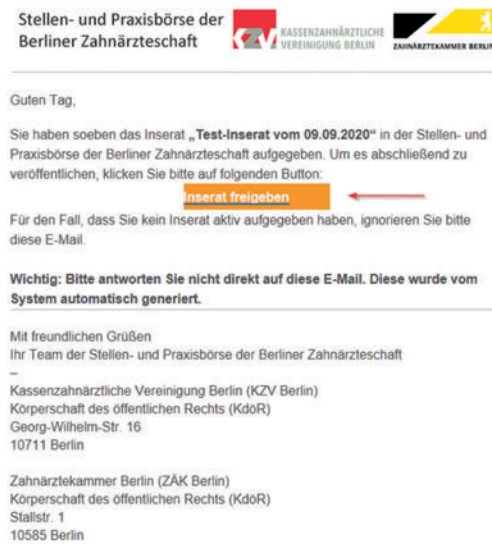 Stellen- und Praxisbörse der
Berliner Zahnärzteschaft
KZV
KASSENZAHNÄRZTLICHE
VEREINIGUNG BERLIN
ZAHNÄRZTEKAMMER BERLIN
Guten Tag,
Sie haben soeben das Inserat „Test-Inserat vom 09.09.2020“ in der Stellen- und
Praxisbörse der Berliner Zahnärzteschaft aufgegeben. Um es abschließend zu
veröffentlichen, klicken Sie bitte auf folgenden Button:
Inserat freigeben
Für den Fall, dass Sie kein Inserat aktiv aufgegeben haben, ignorieren Sie bitte
diese E-Mail.
Wichtig: Bitte antworten Sie nicht direkt auf diese E-Mail. Diese wurde vom
System automatisch generiert.
Mit freundlichen Grüßen
Ihr Team der Stellen- und Praxisbörse der Berliner Zahnärzteschaft
–
Kassenzahnärztliche Vereinigung Berlin (KZV Berlin)
Körperschaft des öffentlichen Rechts (KdöR)
Georg-Wilhelm-Str. 16
10711 Berlin
Zahnärztekammer Berlin (ZÄK Berlin)
Körperschaft des öffentlichen Rechts (KdöR)
Stallstr. 1
10585 Berlin